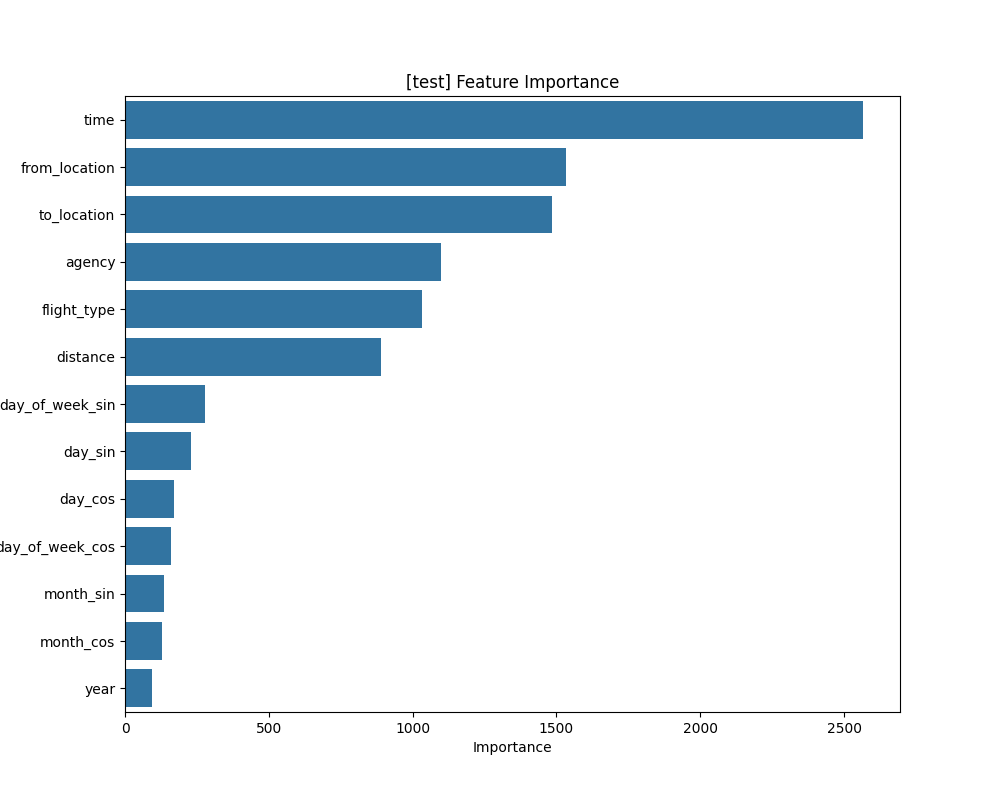 [test] Feature Importance
time
from_location
to_location
agency
flight_type
distance
day_of_week_sin
day_sin
day_cos
day_of_week_cos
month_sin
month_cos
year
0 500 1000 1500 2000 2500
Importance